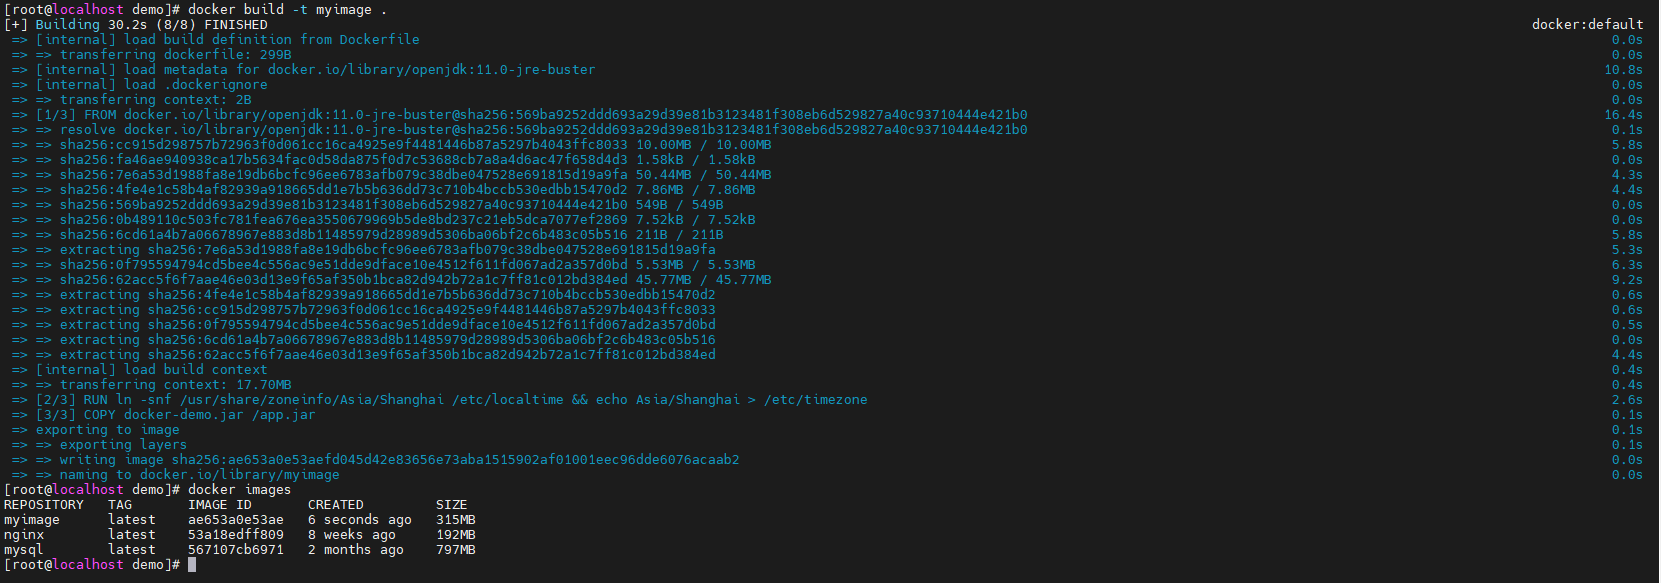 [root@localhost demo]# docker build -t myimage .
[+] Building 30.2s (8/8) FINISHED docker:default
=> [internal] load build definition from Dockerfile 0.0s
=> => transferring dockerfile: 299B 0.0s
=> [internal] load metadata for docker.io/library/openjdk:11.0-jre-buster 10.8s
=> [internal] load .dockerignore 0.0s
=> => transferring context: 2B 0.0s
=> [1/3] FROM docker.io/library/openjdk:11.0-jre-buster@sha256:569ba9252ddd693a29d39e81b3123481f308eb6d529827a40c93710444e421b0 16.4s
=> => resolve docker.io/library/openjdk:11.0-jre-buster@sha256:569ba9252ddd693a29d39e81b3123481f308eb6d529827a40c93710444e421b0 0.1s
=> => sha256:cc915d298757b72963f0d061cc16ca4925e9f4481446b87a5297b4043ffc8033 10.00MB / 10.00MB 5.8s
=> => sha256:fa46ae940938ca17b5634fac0d58da875f0d7c53688cb7a8a4d6ac47f658d4d3 1.58kB / 1.58kB 0.0s
=> => sha256:7e6a53d1988fa8e19db6bcfc96ee6783afb079c38dbe047528e691815d19a9fa 50.44MB / 50.44MB 4.3s
=> => sha256:4fe4e1c58b4af82939a918665dd1e7b5b636dd73c710b4bccb530edbb15470d2 7.86MB / 7.86MB 4.4s
=> => sha256:569ba9252ddd693a29d39e81b3123481f308eb6d529827a40c93710444e421b0 549B / 549B 0.0s
=> => sha256:0b489110c503fc781fea676ea3550679969b5de8bd237c21eb5dca7077ef2869 7.52kB / 7.52kB 0.0s
=> => sha256:6cd61a4b7a06678967e883d8b11485979d28989d5306ba06bf2c6b483c05b516 211B / 211B 5.8s
=> => extracting sha256:7e6a53d1988fa8e19db6bcfc96ee6783afb079c38dbe047528e691815d19a9fa 5.3s
=> => sha256:0f795594794cd5bee4c556ac9e51dde9dface10e4512f611fd067ad2a357d0bd 5.53MB / 5.53MB 6.3s
=> => sha256:62acc5f6f7aae46e03d13e9f65af350b1bca82d942b72a1c7ff81c012bd384ed 45.77MB / 45.77MB 9.2s
=> => extracting sha256:4fe4e1c58b4af82939a918665dd1e7b5b636dd73c710b4bccb530edbb15470d2 0.6s
=> => extracting sha256:cc915d298757b72963f0d061cc16ca4925e9f4481446b87a5297b4043ffc8033 0.6s
=> => extracting sha256:0f795594794cd5bee4c556ac9e51dde9dface10e4512f611fd067ad2a357d0bd 0.5s
=> => extracting sha256:6cd61a4b7a06678967e883d8b11485979d28989d5306ba06bf2c6b483c05b516 0.0s
=> => extracting sha256:62acc5f6f7aae46e03d13e9f65af350b1bca82d942b72a1c7ff81c012bd384ed 4.4s
=> [internal] load build context 0.4s
=> => transferring context: 17.70MB 0.4s
=> [2/3] RUN ln -snf /usr/share/zoneinfo/Asia/Shanghai /etc/localtime && echo Asia/Shanghai > /etc/timezone 2.6s
=> [3/3] COPY docker-demo.jar /app.jar 0.1s
=> exporting to image 0.1s
=> => exporting layers 0.1s
=> => writing image sha256:ae653a0e53aefd045d42e83656e73aba1515902af01001eec96dde6076acaab2 0.0s
=> => naming to docker.io/library/myimage 0.0s
[root@localhost demo]# docker images
REPOSITORY TAG IMAGE ID CREATED SIZE
myimage latest ae653a0e53ae 6 seconds ago 315MB
nginx latest 53a18edff809 8 weeks ago 192MB
mysql latest 567107cb6971 2 months ago 797MB
[root@localhost demo]#